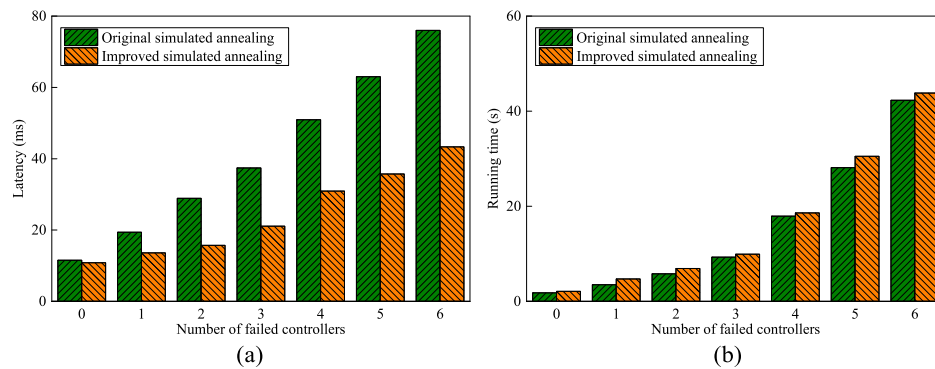 80
60
40
20
0
Latency (ms)
Original simulated annealing
Improved simulated annealing
0 1 2 3 4 5 6
Number of failed controllers
(a)
60
40
20
0
Running time (s)
Original simulated annealing
Improved simulated annealing
0 1 2 3 4 5 6
Number of failed controllers
(b)